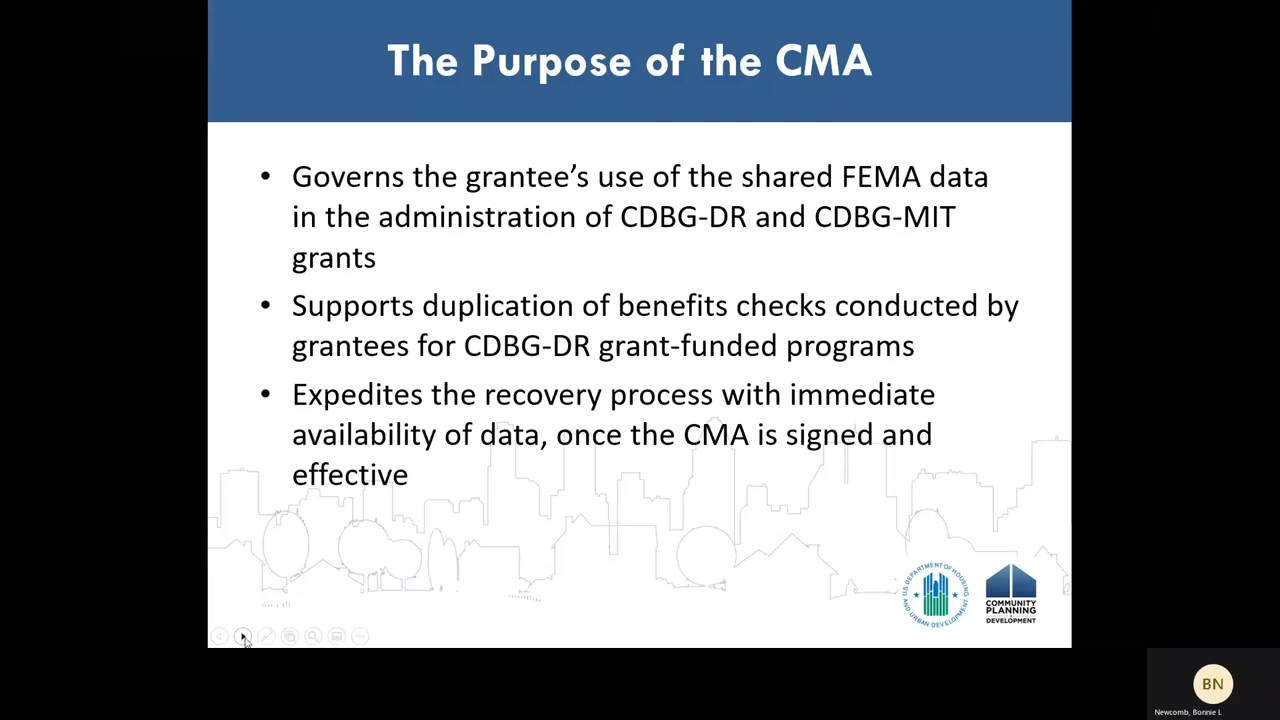 The Purpose of the CMA
• Governs the grantee’s use of the shared FEMA data
in the administration of CDBG-DR and CDBG-MIT
grants
• Supports duplication of benefits checks conducted by
grantees for CDBG-DR grant-funded programs
• Expedites the recovery process with immediate
availability of data, once the CMA is signed and
effective
U.S. DEPARTMENT OF HOUSING
AND URBAN DEVELOPMENT
COMMUNITY
PLANNING
DEVELOPMENT
BN
Newcomb, Bonnie L